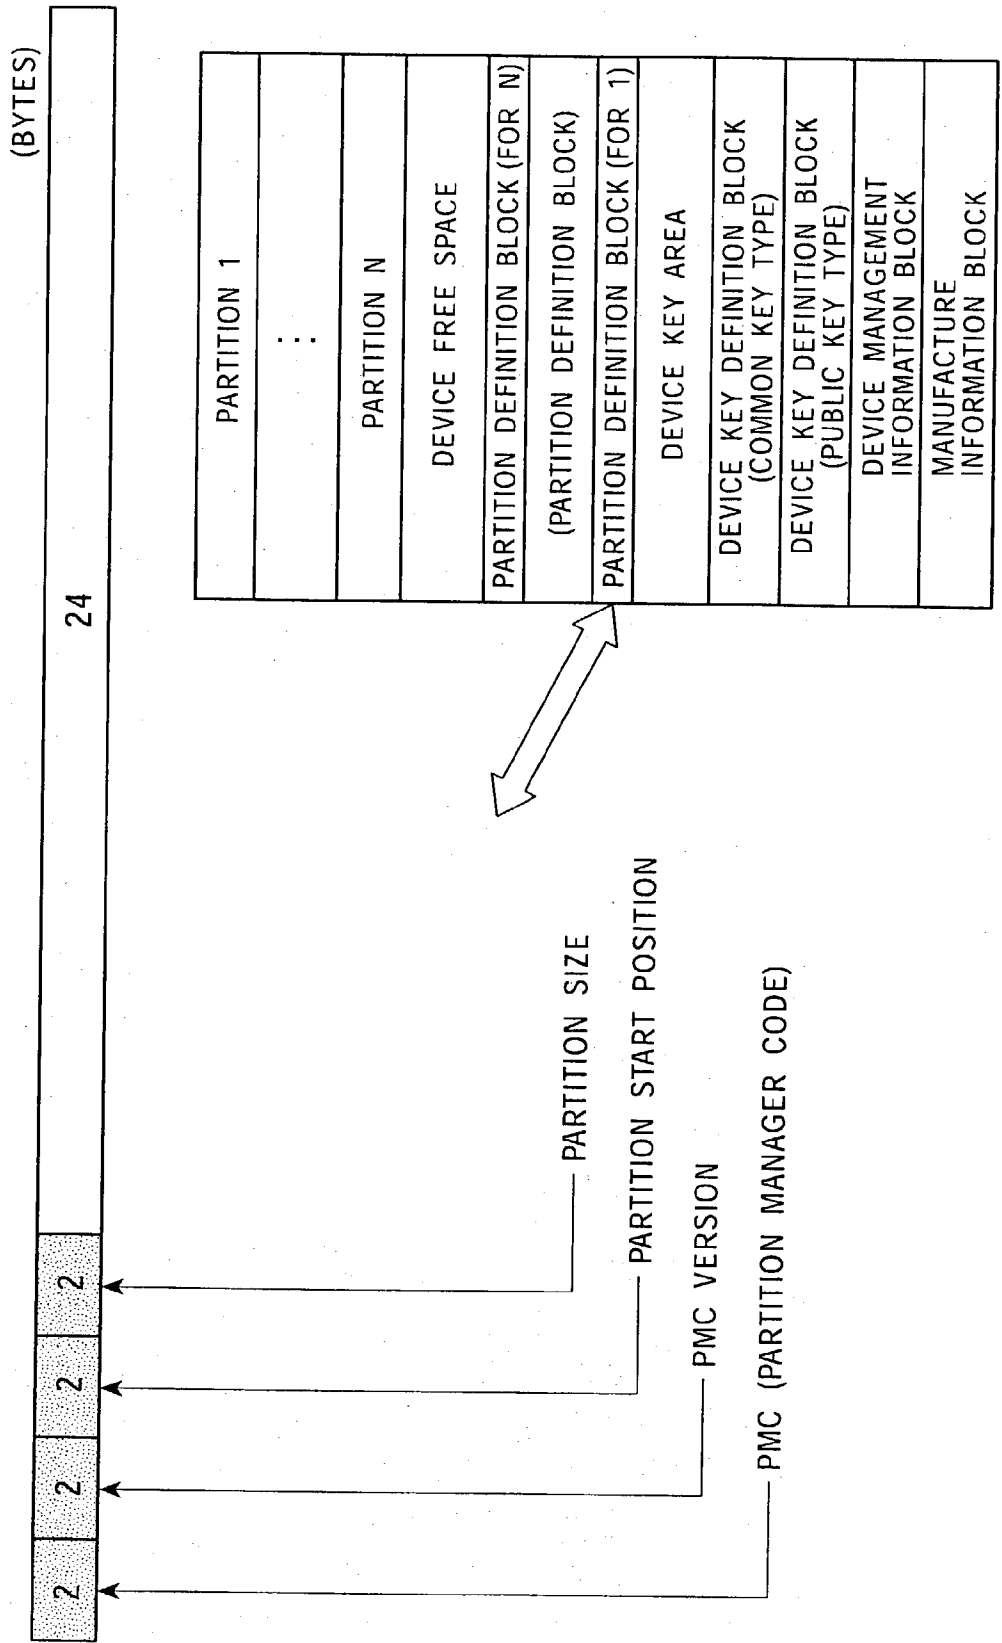 (BYTES)
2
2
2
2
24
PARTITION SIZE
PARTITION START POSITION
PMC VERSION
PMC (PARTITION MANAGER CODE)
PARTITION 1
...
PARTITION N
DEVICE FREE SPACE
PARTITION DEFINITION BLOCK (FOR N)
(PARTITION DEFINITION BLOCK)
PARTITION DEFINITION BLOCK (FOR 1)
DEVICE KEY AREA
DEVICE KEY DEFINITION BLOCK
(COMMON KEY TYPE)
DEVICE KEY DEFINITION BLOCK
(PUBLIC KEY TYPE)
DEVICE MANAGEMENT
INFORMATION BLOCK
MANUFACTURE
INFORMATION BLOCK